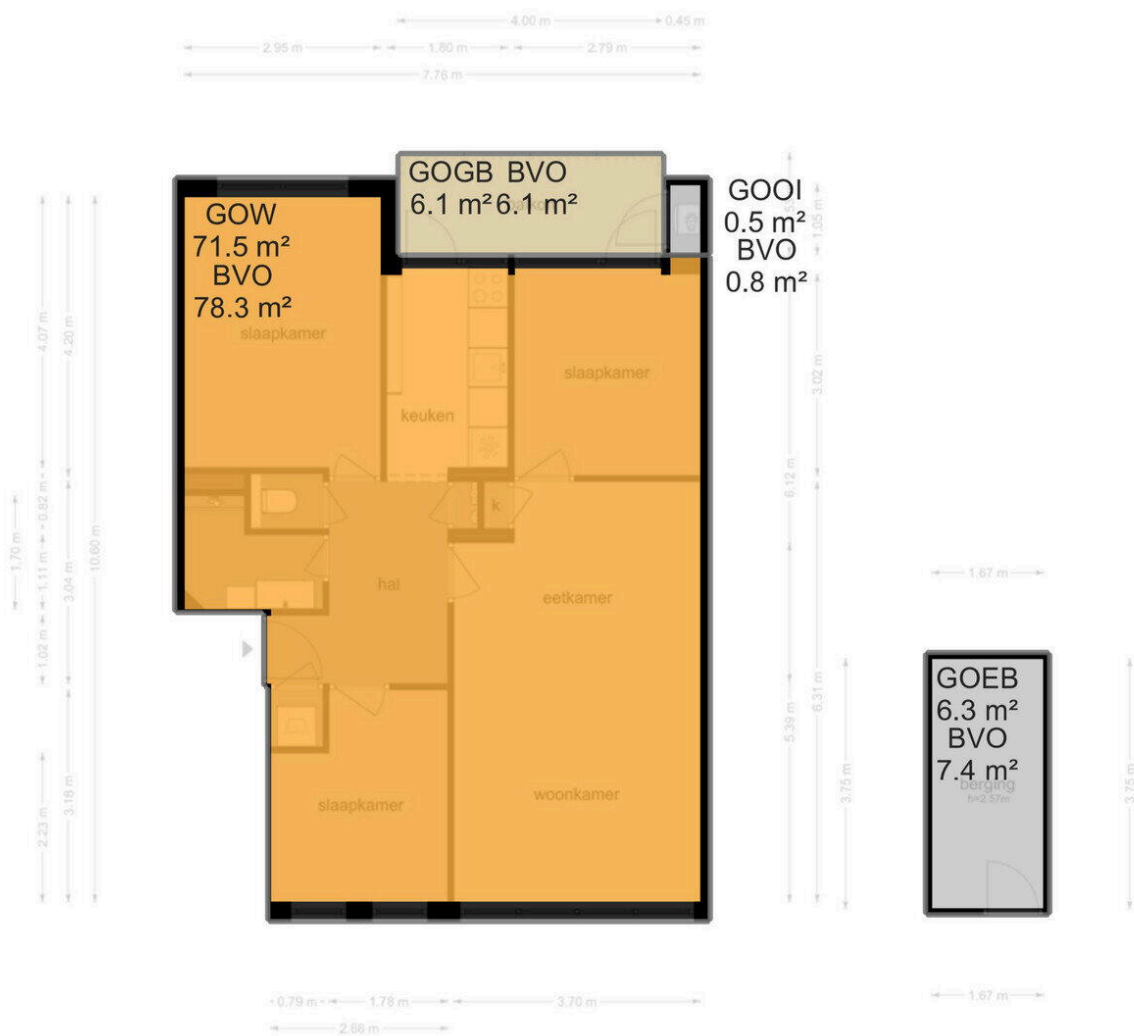 4.00 m
0.45 m
2.95 m
1.80 m
2.79 m
7.76 m
GOGB BVO
6.1 m² 6.1 m²
GOOI
0.5 m²
BVO
0.8 m²
GOW
71.5 m²
BVO
78.3 m²
slaapkamer
slaapkamer
keuken
k
hal
eetkamer
woonkamer
slaapkamer
1.05 m
4.07 m
4.20 m
3.02 m
0.82 m
1.70 m
1.11 m
3.04 m
10.60 m
6.12 m
1.02 m
2.23 m
3.18 m
5.39 m
6.31 m
1.67 m
GOEB
6.3 m²
BVO
7.4 m²
berging
h=2.57m
3.75 m
3.75 m
1.67 m
0.79 m
1.78 m
3.70 m
2.66 m